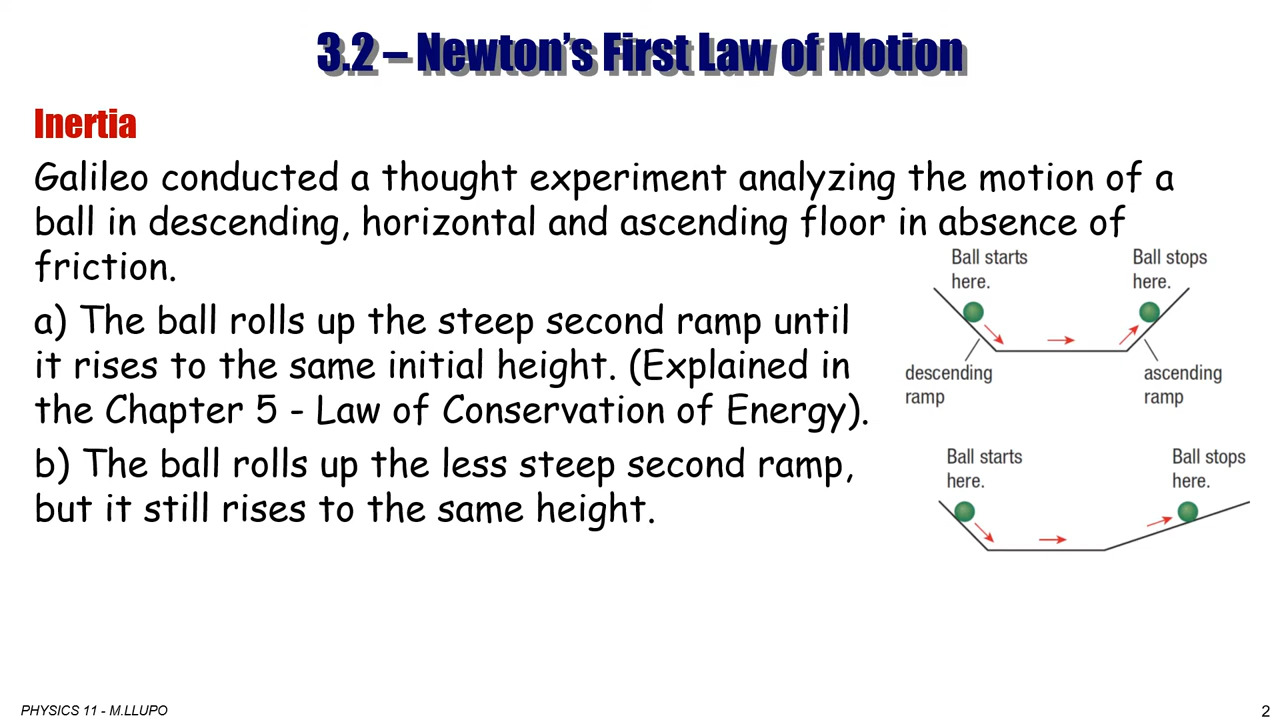 3.2 – Newton's First Law of Motion
Inertia
Galileo conducted a thought experiment analyzing the motion of a
ball in descending, horizontal and ascending floor in absence of
friction.
a) The ball rolls up the steep second ramp until
it rises to the same initial height. (Explained in
the Chapter 5 - Law of Conservation of Energy).
b) The ball rolls up the less steep second ramp,
but it still rises to the same height.
Ball starts
here.
Ball stops
here.
descending
ramp
ascending
ramp
Ball starts
here.
Ball stops
here.
PHYSICS 11 - M.LLUPO
2